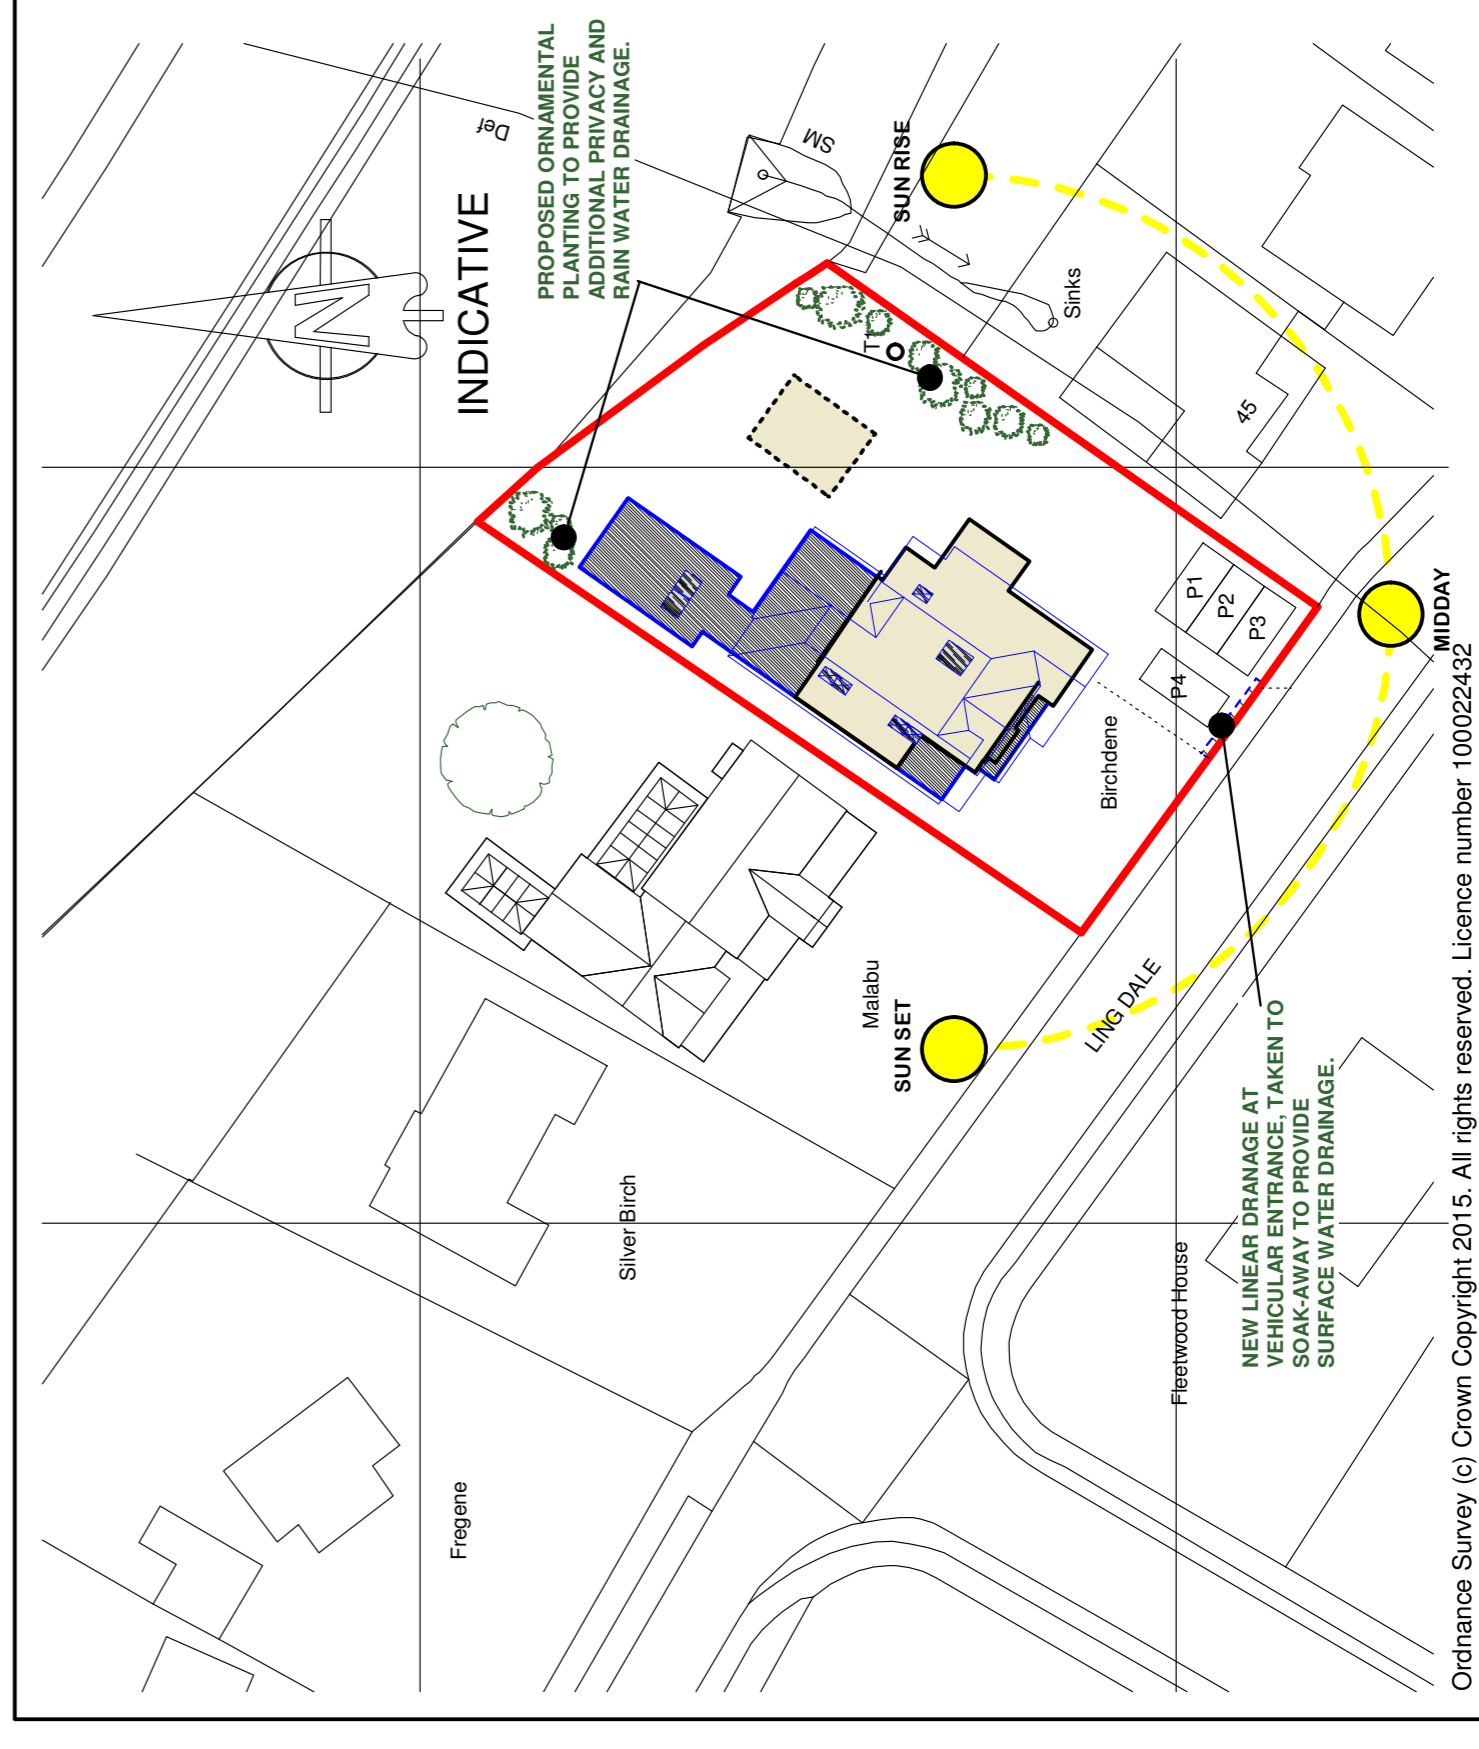 INDICATIVE
N
Def
PROPOSED ORNAMENTAL
PLANTING TO PROVIDE
ADDITIONAL PRIVACY AND
RAIN WATER DRAINAGE.
SM
SUN RISE
Sinks
T1
45
P1
P2
P3
P4
MIDDAY
Birchdene
Malabu
SUN SET
LING DALE
Silver Birch
Fregene
Fleetwood House
NEW LINEAR DRANAGE AT
VEHICULAR ENTRANCE, TAKEN TO
SOAK-AWAY TO PROVIDE
SURFACE WATER DRAINAGE.
Ordnance Survey (c) Crown Copyright 2015. All rights reserved. Licence number 100022432